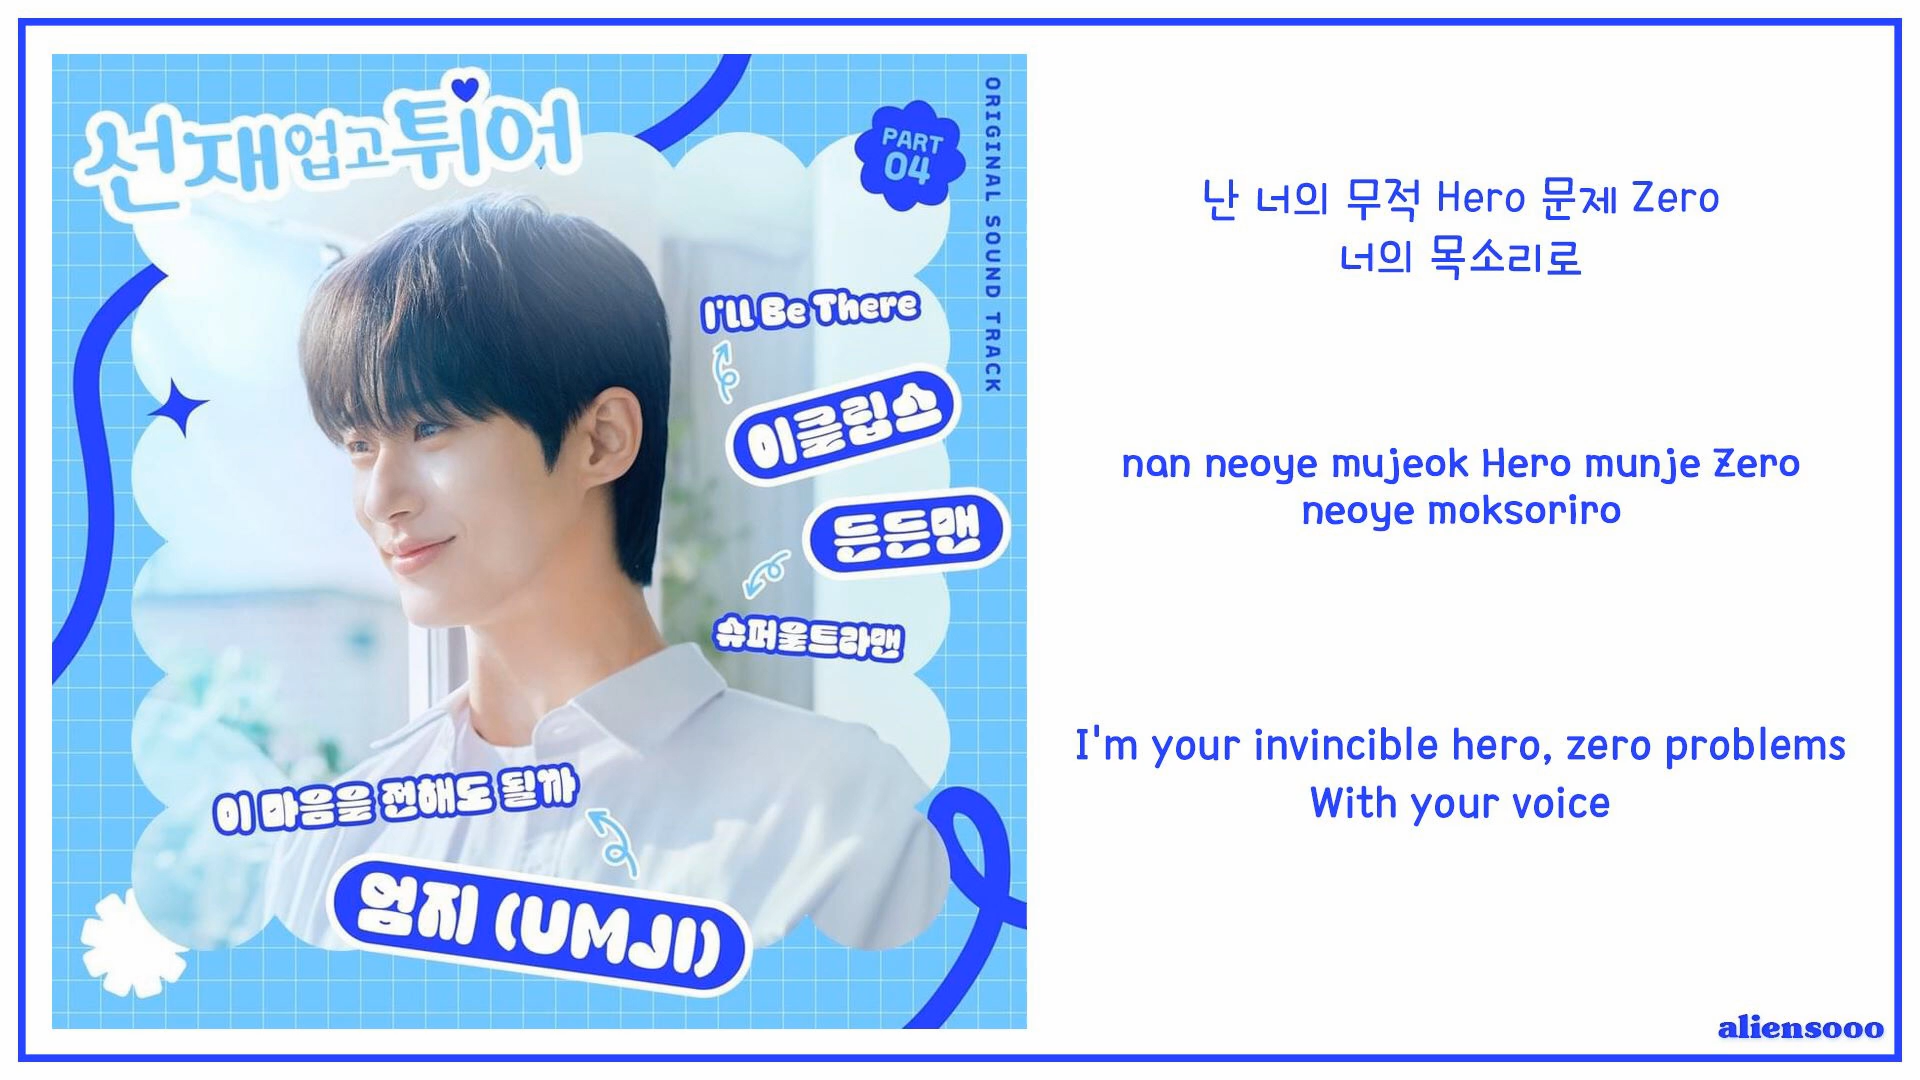 선재업고튀어
PART
04
ORIGINAL SOUND TRACK
I'll Be There
이클립스
든든맨
슈퍼울트라맨
이 마음을 전해도 될까
엄지 (UMJI)
난 너의 무적 Hero 문제 Zero
너의 목소리로
nan neoye mujeok Hero munje Zero
neoye moksoriro
I'm your invincible hero, zero problems
With your voice
aliensooo